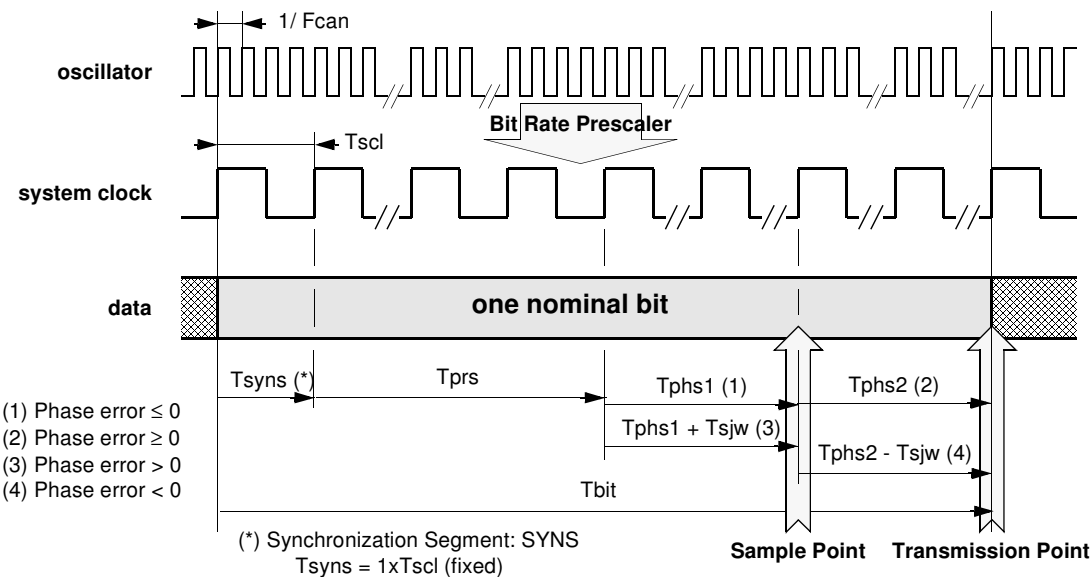 1/ Fcan
oscillator
Bit Rate Prescaler
Tscl
system clock
data
one nominal bit
Tsyns (*)
Tprs
Tphs1 (1)
Tphs2 (2)
(1) Phase error ≤ 0
(2) Phase error ≥ 0
(3) Phase error > 0
(4) Phase error < 0
Tphs1 + Tsjw (3)
Tphs2 - Tsjw (4)
Tbit
(*) Synchronization Segment: SYNS
Tsyns = 1xTscl (fixed)
Sample Point
Transmission Point